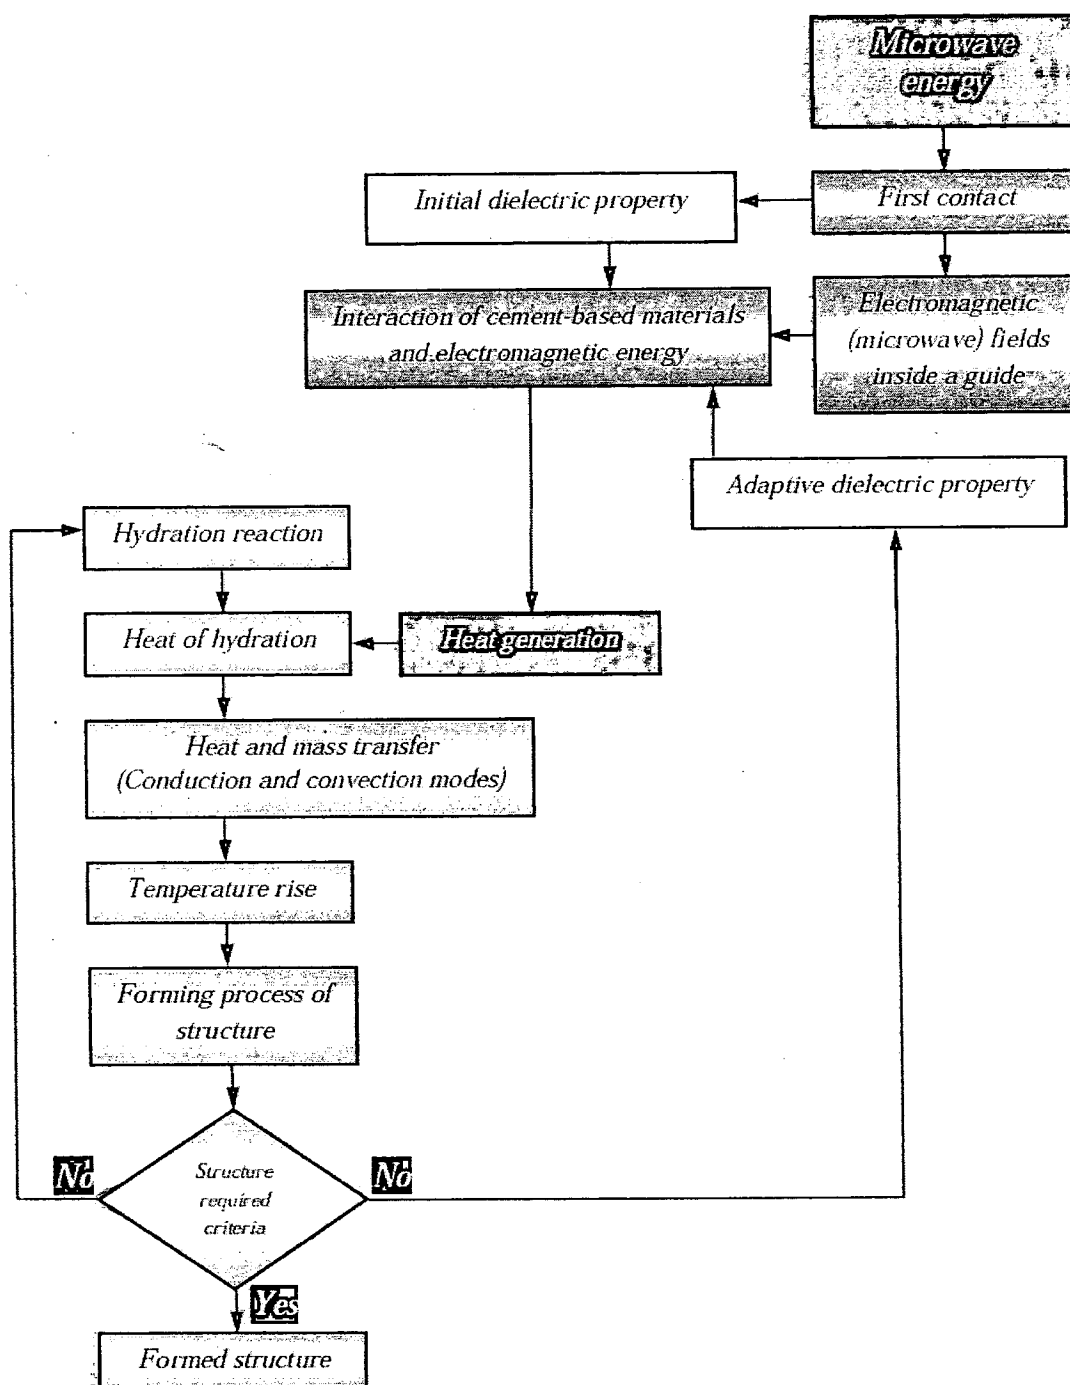 Microwave
energy
Initial dielectric property
First contact
Interaction of cement-based materials
and electromagnetic energy
Electromagnetic
(microwave) fields
inside a guide
Adaptive dielectric property
Hydration reaction
Heat of hydration
Heat generation
Heat and mass transfer
(Conduction and convection modes)
Temperature rise
Forming process of
structure
No
Structure
required
criteria
No
Yes
Formed structure